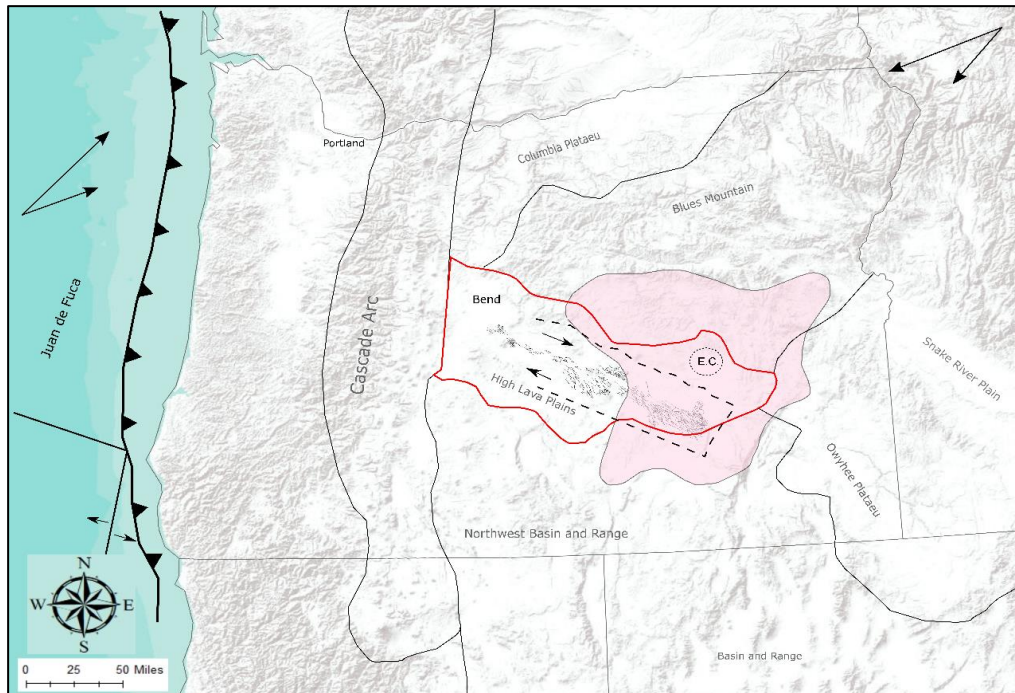 Portland
Columbia Plataeu
Blues Mountain
Juan de Fuca
Cascade Arc
Bend
E.C
High Lava Plains
Snake River Plain
Owyhee Plataeu
Northwest Basin and Range
Basin and Range
N
W E
S
0 25 50 Miles